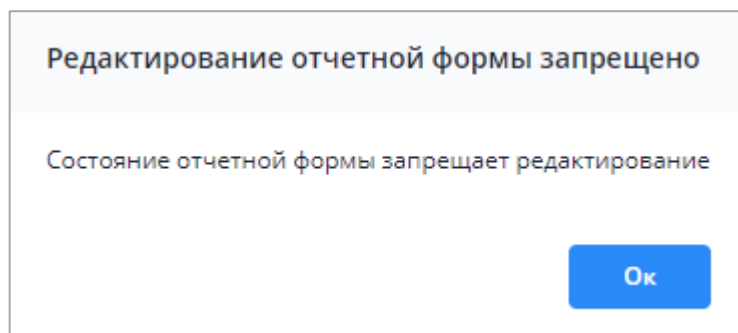 Редактирование отчетной формы запрещено
Состояние отчетной формы запрещает редактирование
Ок